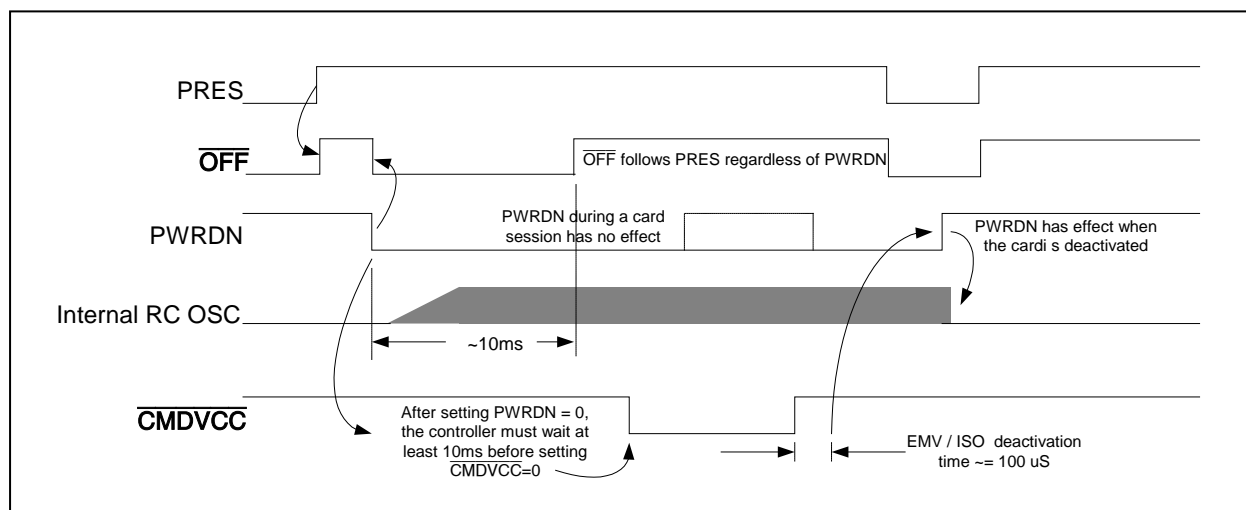 PRES
OFF
OFF follows PRES regardless of PWRDN
PWRDN
PWRDN during a card
session has no effect
PWRDN has effect when
the cardi s deactivated
Internal RC OSC
~10ms
CMDVCC
After setting PWRDN = 0,
the controller must wait at
least 10ms before setting
CMDVCC=0
EMV / ISO deactivation
time ~= 100 uS